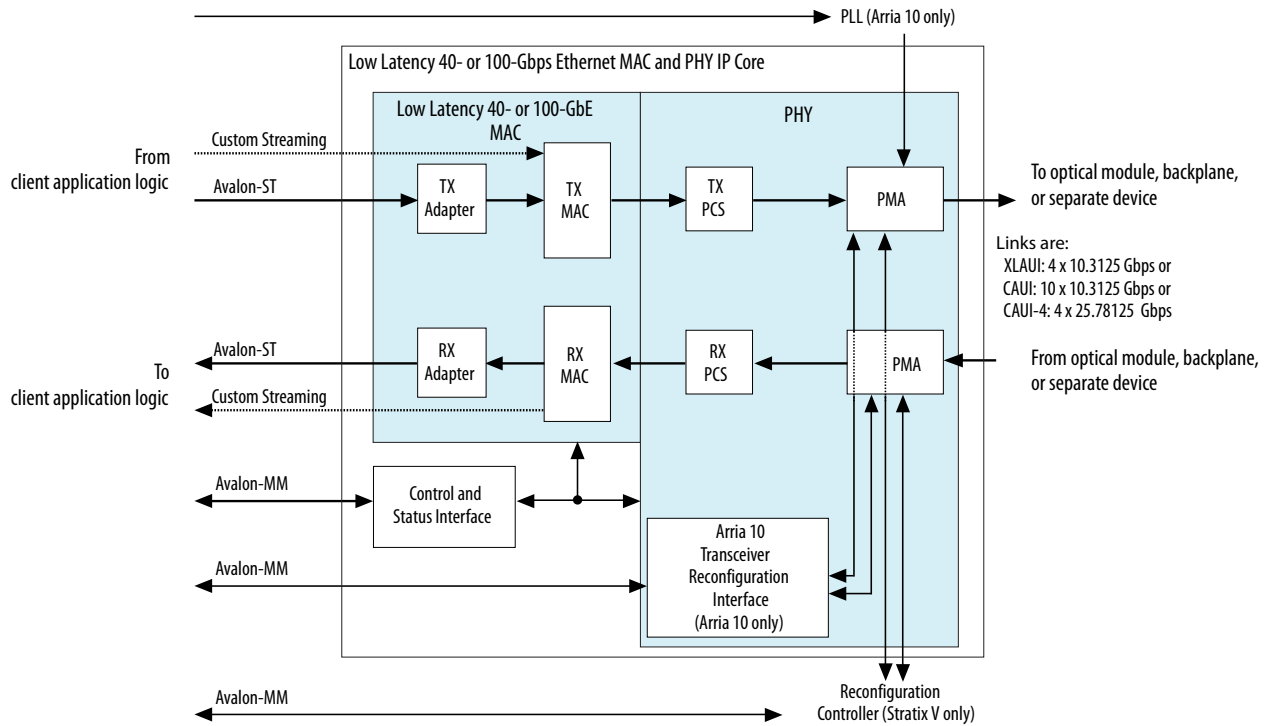 PLL (Arria 10 only)
Low Latency 40- or 100-Gbps Ethernet MAC and PHY IP Core
Low Latency 40- or 100-GbE
MAC
PHY
Custom Streaming
From
client application logic
Avalon-ST
TX
Adapter
TX
MAC
TX
PCS
PMA
To optical module, backplane,
or separate device
Links are:
XLAUI: 4 x 10.3125 Gbps or
CAUI: 10 x 10.3125 Gbps or
CAUI-4: 4 x 25.78125 Gbps
Avalon-ST
To
client application logic
RX
Adapter
RX
MAC
RX
PCS
PMA
From optical module, backplane,
or separate device
Custom Streaming
Avalon-MM
Control and
Status Interface
Avalon-MM
Arria 10
Transceiver
Reconfiguration
Interface
(Arria 10 only)
Avalon-MM
Reconfiguration
Controller (Stratix V only)